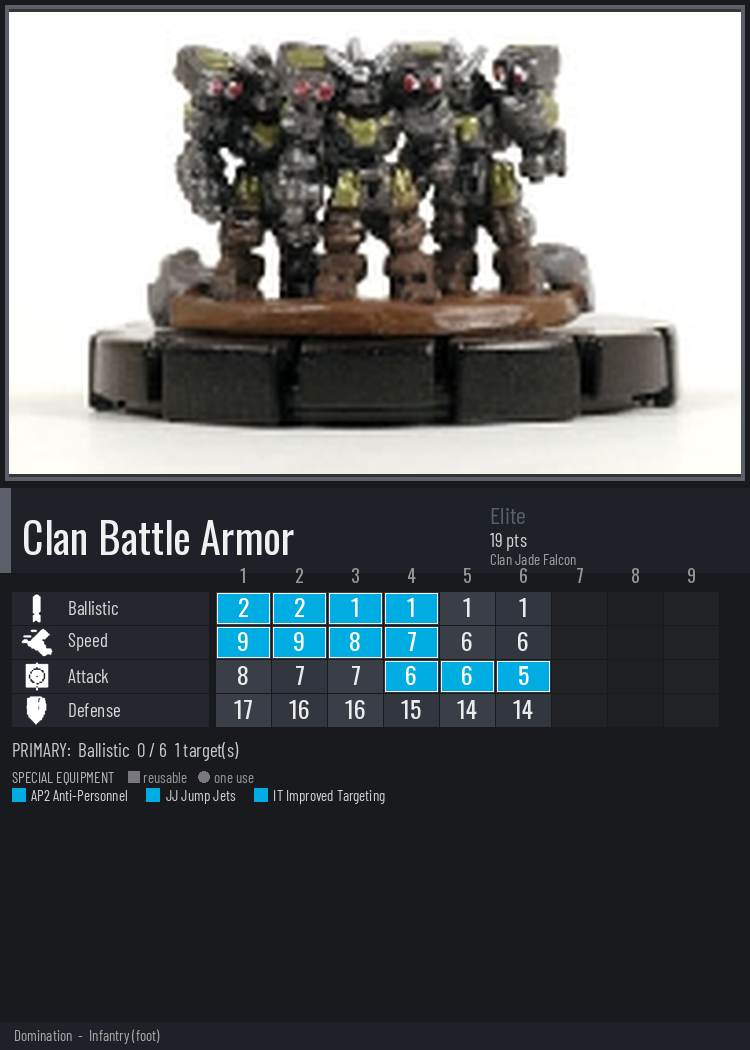 Clan Battle Armor
Elite
19 pts
Clan Jade Falcon
1 2 3 4 5 6 7 8 9
Ballistic 2 2 1 1 1 1
Speed 9 9 8 7 6 6
Attack 8 7 7 6 6 5
Defense 17 16 16 15 14 14
PRIMARY: Ballistic 0 / 6 1 target(s)
SPECIAL EQUIPMENT reusable one use
AP2 Anti-Personnel JJ Jump Jets IT Improved Targeting
Domination - Infantry (foot)